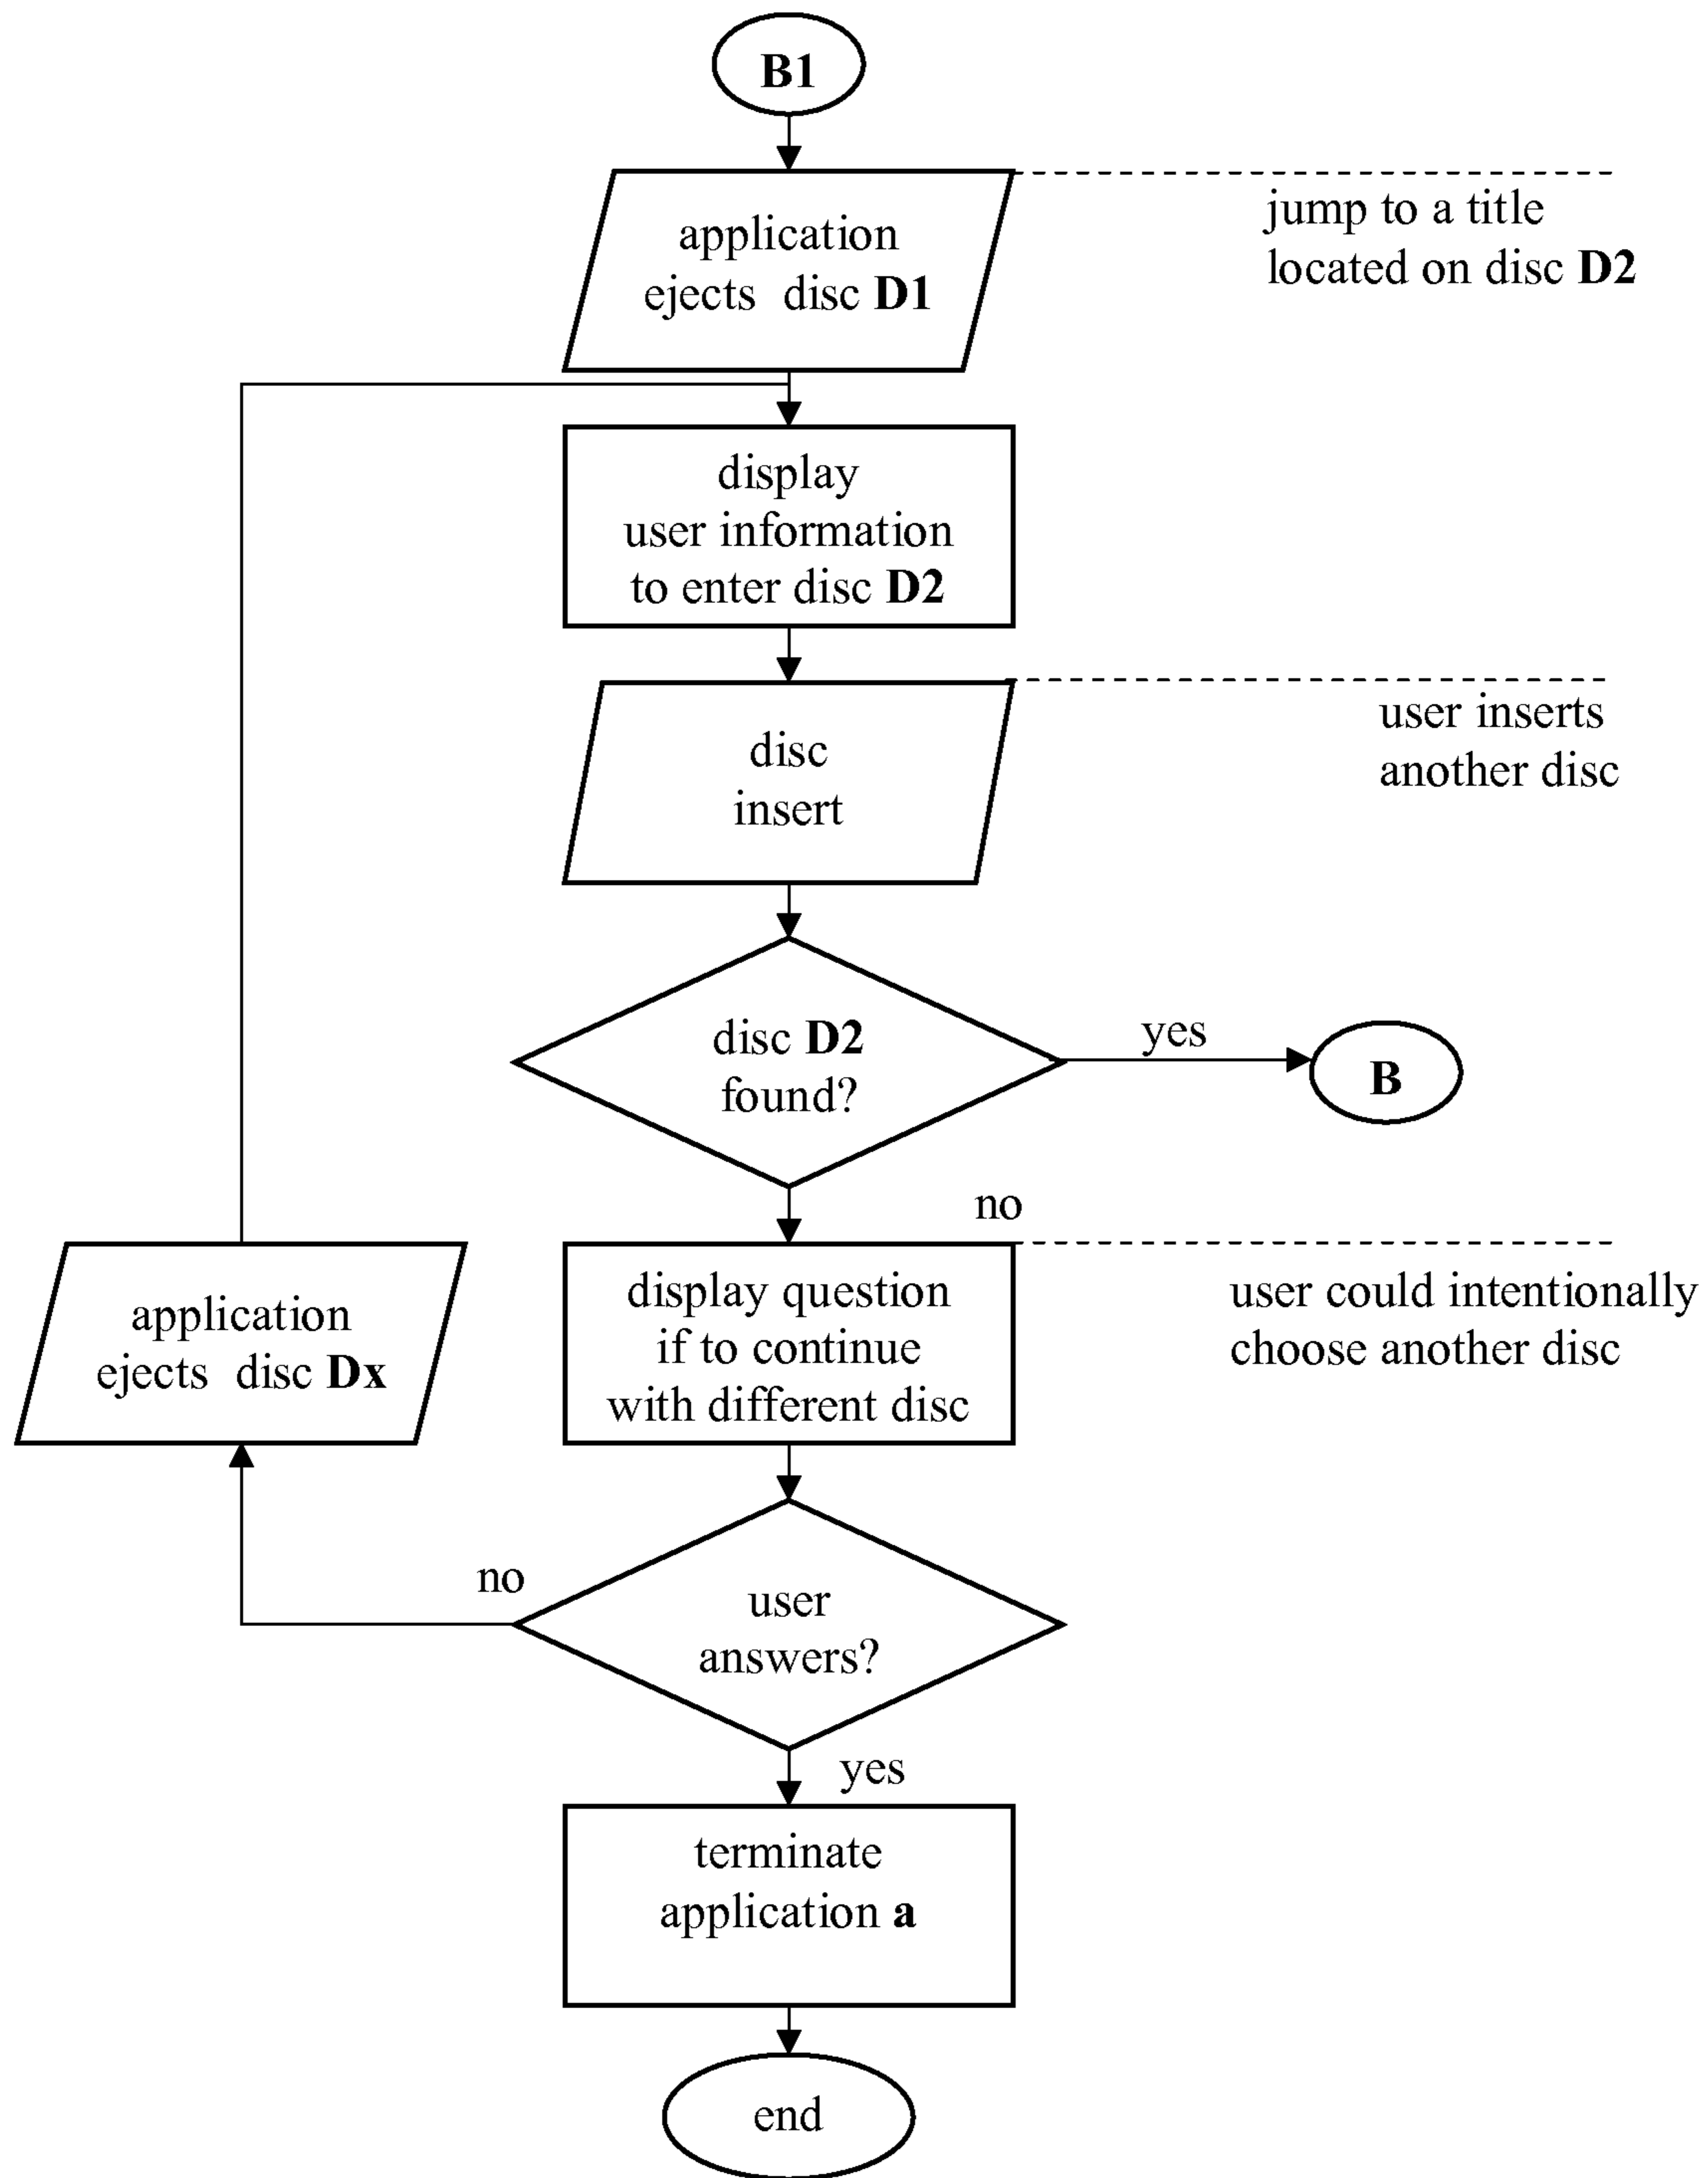 B1
application
ejects disc D1
jump to a title
located on disc D2
display
user information
to enter disc D2
disc
insert
user inserts
another disc
disc D2
found?
yes
B
no
display question
if to continue
with different disc
user could intentionally
choose another disc
application
ejects disc Dx
no
user
answers?
yes
terminate
application a
end